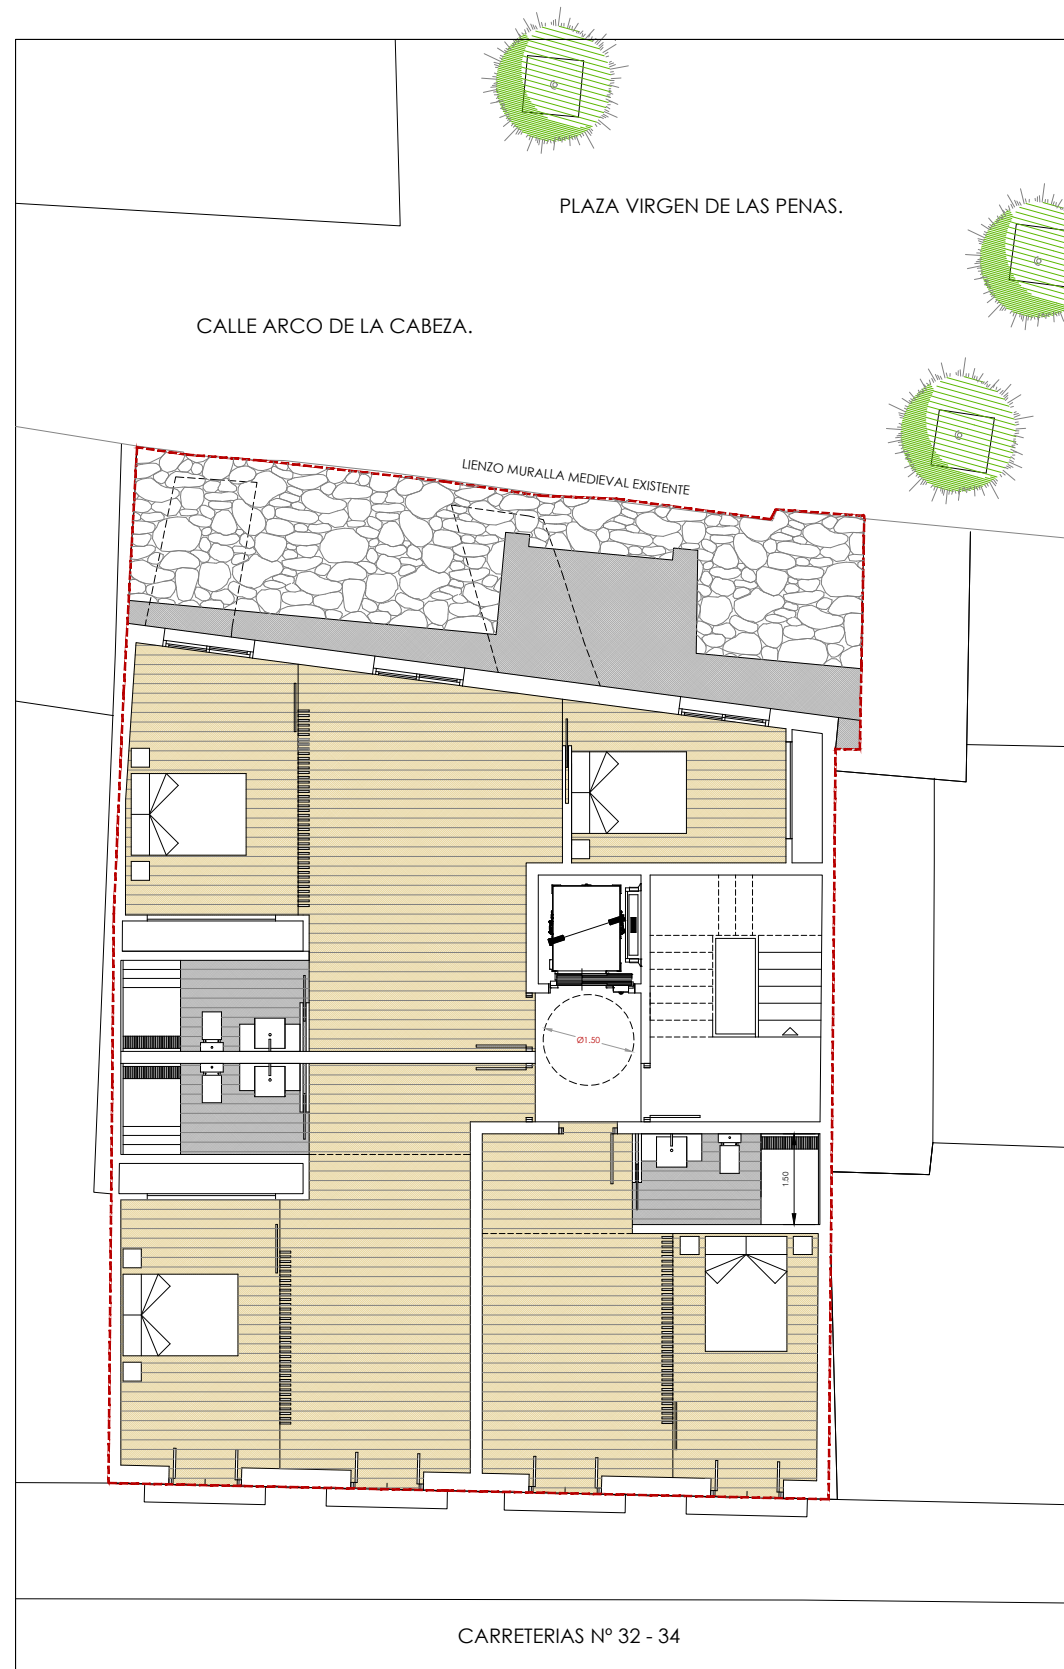 PLAZA VIRGEN DE LAS PENAS.
CALLE ARCO DE LA CABEZA.
LIENZO MURALLA MEDIEVAL EXISTENTE
Ø1.50
1.50
CARRETERIAS Nº 32 - 34